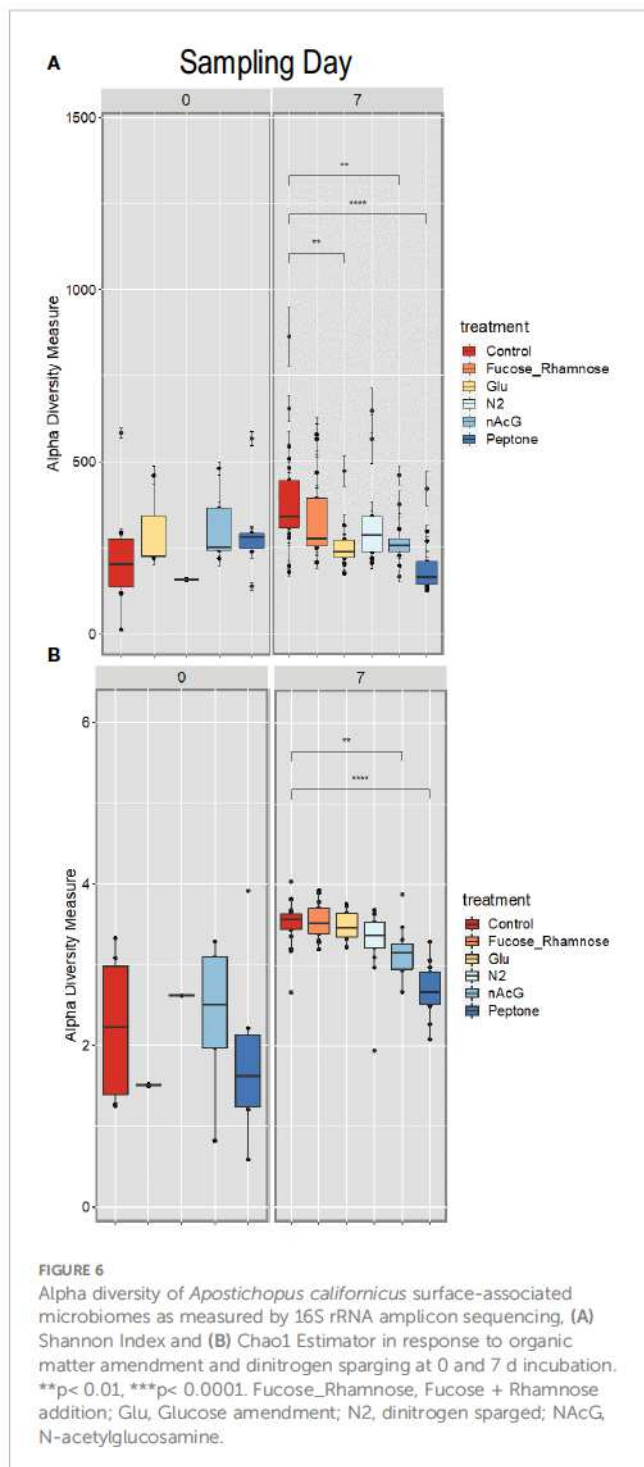 A
Sampling Day
0
7
1500
1000
500
0
Alpha Diversity Measure
**
****
**
treatment
Control
Fucose_Rhamnose
Glu
N2
nAcG
Peptone
B
0
7
6
4
2
0
Alpha Diversity Measure
**
****
treatment
Control
Fucose_Rhamnose
Glu
N2
nAcG
Peptone
FIGURE 6
Alpha diversity of Apostichopus californicus surface-associated
microbiomes as measured by 16S rRNA amplicon sequencing, (A)
Shannon Index and (B) Chao1 Estimator in response to organic
matter amendment and dinitrogen sparging at 0 and 7 d incubation.
**p< 0.01, ***p< 0.0001. Fucose_Rhamnose, Fucose + Rhamnose
addition; Glu, Glucose amendment; N2, dinitrogen sparged; NAcG,
N-acetylglucosamine.